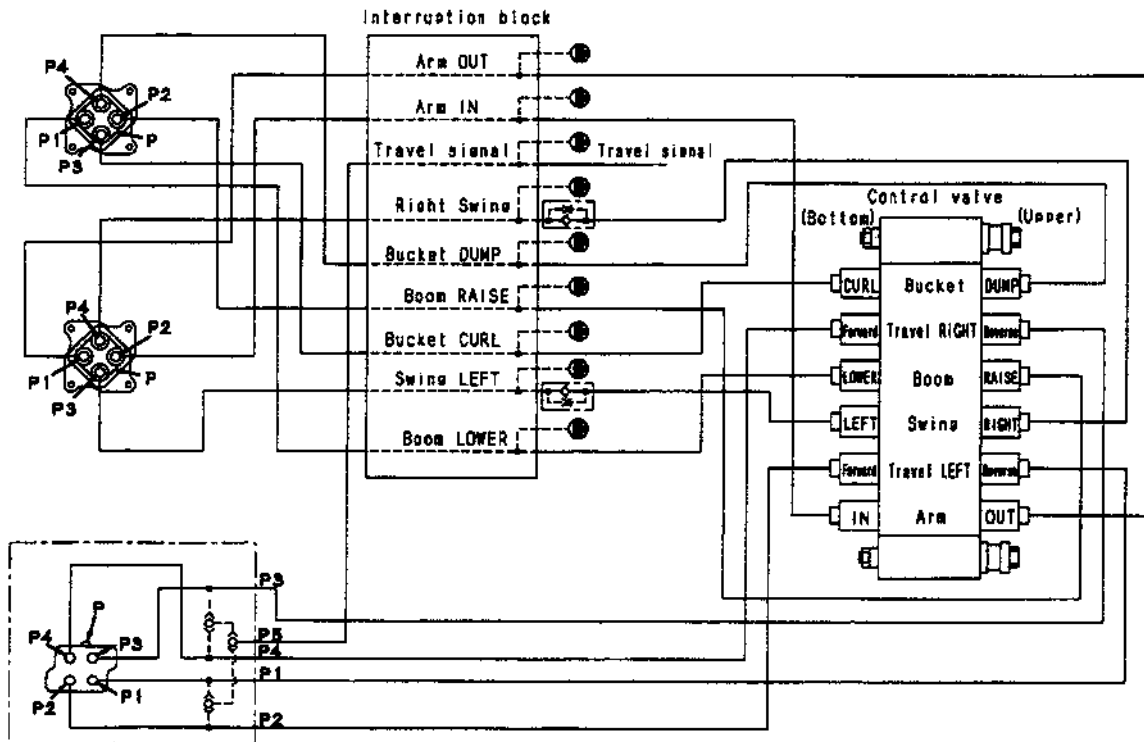 Interruption block
P4
P2
P1
P
P3
Arm OUT
Arm IN
Travel signal
Travel signal
Right Swing
Bucket DUMP
Boom RAISE
Bucket CURL
Swing LEFT
Boom LOWER
P4
P2
P1
P
P3
Control valve
(Bottom)
(Upper)
CURL
Bucket
DUMP
Forward
Travel RIGHT
Reverse
LOWER
Boom
RAISE
LEFT
Swing
RIGHT
Forward
Travel LEFT
Reverse
IN
Arm
OUT
P
P4
P3
P2
P1
P3
P5
P4
P1
P2